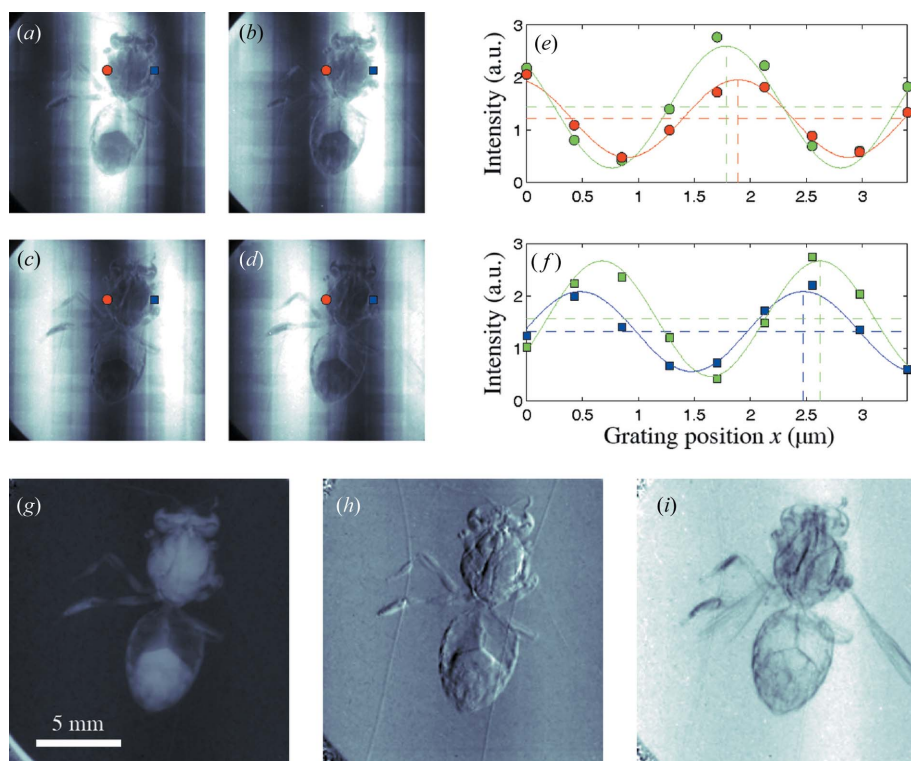 (a)
(b)
(c)
(d)
(e)
Intensity (a.u.)
3
2
1
0
0 0.5 1 1.5 2 2.5 3
(f)
Intensity (a.u.)
3
2
1
0
0 0.5 1 1.5 2 2.5 3
Grating position x (μm)
(g)
5 mm
(h)
(i)